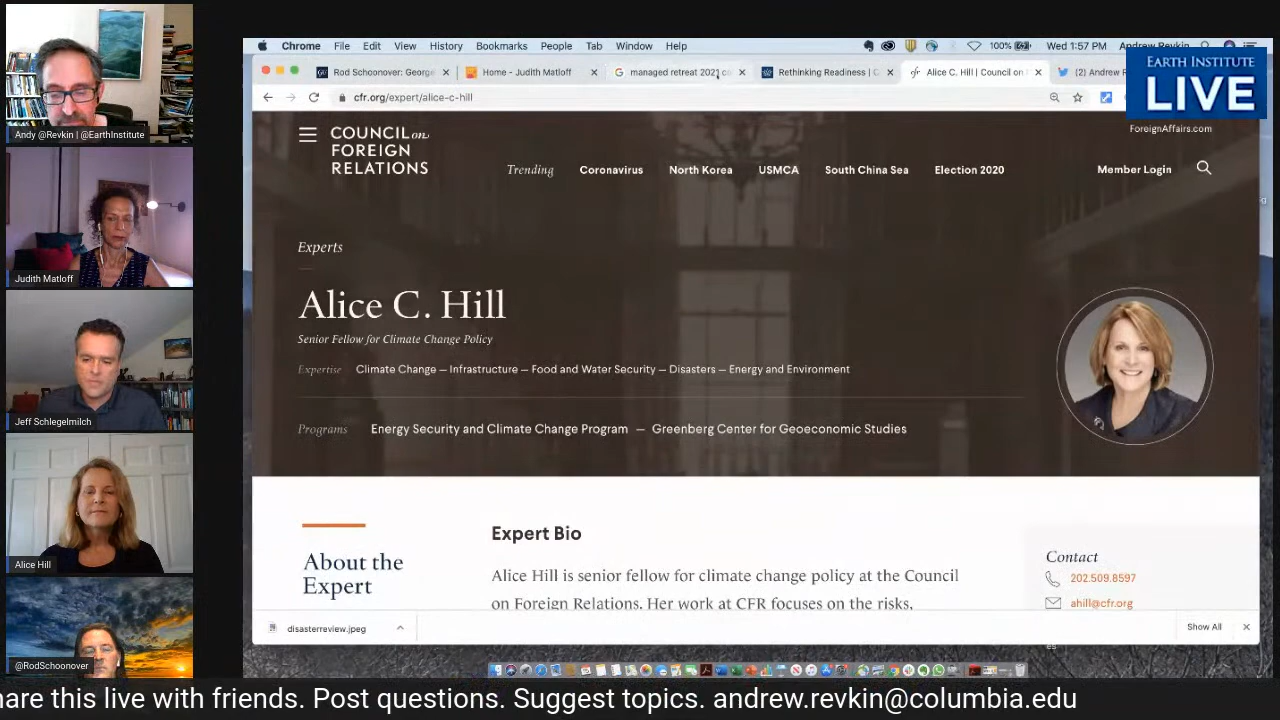 Andy @Revkin | @EarthInstitute
Judith Matloff
Jeff Schlegelmilch
Alice Hill
@RodSchoonover
Chrome File Edit View History Bookmarks People Tab Window Help
100%
Wed 1:57 PM
Andrew Revkin
EARTH INSTITUTE
LIVE
Rod Schoonover: George
Home - Judith Matloff
managed retreat 2021 c
Rethinking Readiness | C
Alice C. Hill | Council on
(2) Andrew R
cfr.org/expert/alice-c-hill
COUNCIL on
FOREIGN
RELATIONS
ForeignAffairs.com
Trending Coronavirus North Korea USMCA South China Sea Election 2020
Member Login
Experts
Alice C. Hill
Senior Fellow for Climate Change Policy
Expertise Climate Change — Infrastructure — Food and Water Security — Disasters — Energy and Environment
Programs Energy Security and Climate Change Program — Greenberg Center for Geoeconomic Studies
About the
Expert
Expert Bio
Alice Hill is senior fellow for climate change policy at the Council
on Foreign Relations. Her work at CFR focuses on the risks,
Contact
202.509.8597
ahill@cfr.org
disasterreview.jpeg
Show All
es
hare this live with friends. Post questions. Suggest topics. andrew.revkin@columbia.edu